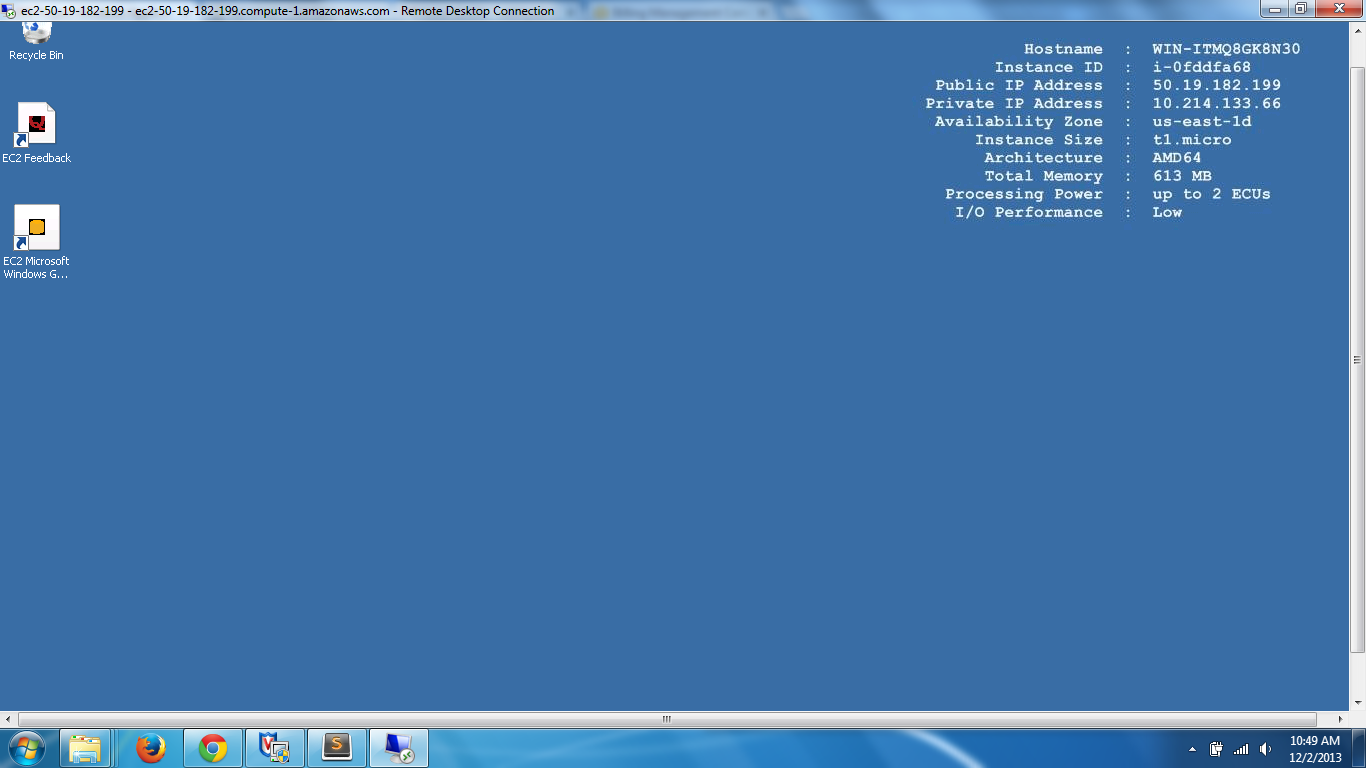 ec2-50-19-182-199 - ec2-50-19-182-199.compute-1.amazonaws.com - Remote Desktop Connection
Recycle Bin
EC2 Feedback
EC2 Microsoft
Windows G...
Hostname : WIN-ITMQ8GK8N30
Instance ID : i-0fddfa68
Public IP Address : 50.19.182.199
Private IP Address : 10.214.133.66
Availability Zone : us-east-1d
Instance Size : t1.micro
Architecture : AMD64
Total Memory : 613 MB
Processing Power : up to 2 ECUs
I/O Performance : Low
10:49 AM
12/2/2013